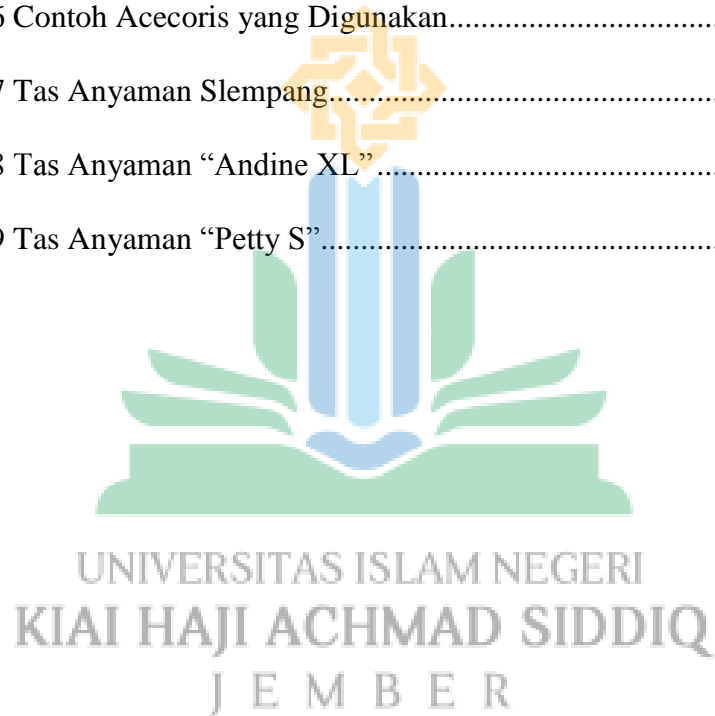 6 Contoh Acecoris yang Digunakan..................................
7 Tas Anyaman Slempang.................................................
8 Tas Anyaman “Andine XL”...........................................
9 Tas Anyaman “Petty S”..................................................
UNIVERSITAS ISLAM NEGERI
KIAI HAJI ACHMAD SIDDIQ
J E M B E R